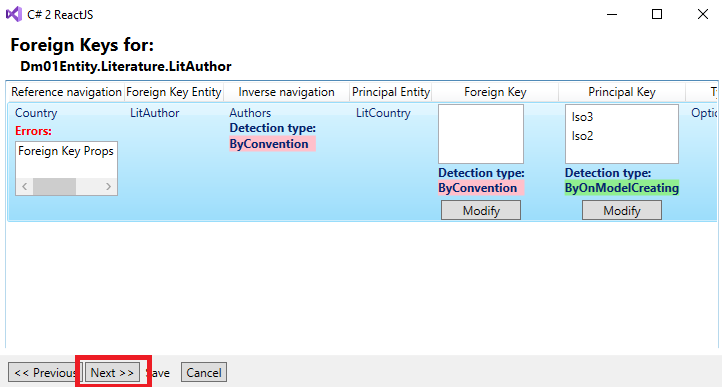 C# 2 ReactJS
Foreign Keys for:
Dm01Entity.Literature.LitAuthor
Reference navigation Foreign Key Entity Inverse navigation Principal Entity Foreign Key Principal Key Ty
Country LitAuthor Authors LitCountry Iso3 Optio
Errors: Detection type: Iso2
Foreign Key Props ByConvention
Detection type: Detection type:
ByConvention ByOnModelCreating
Modify Modify
<< Previous Next >> Save Cancel